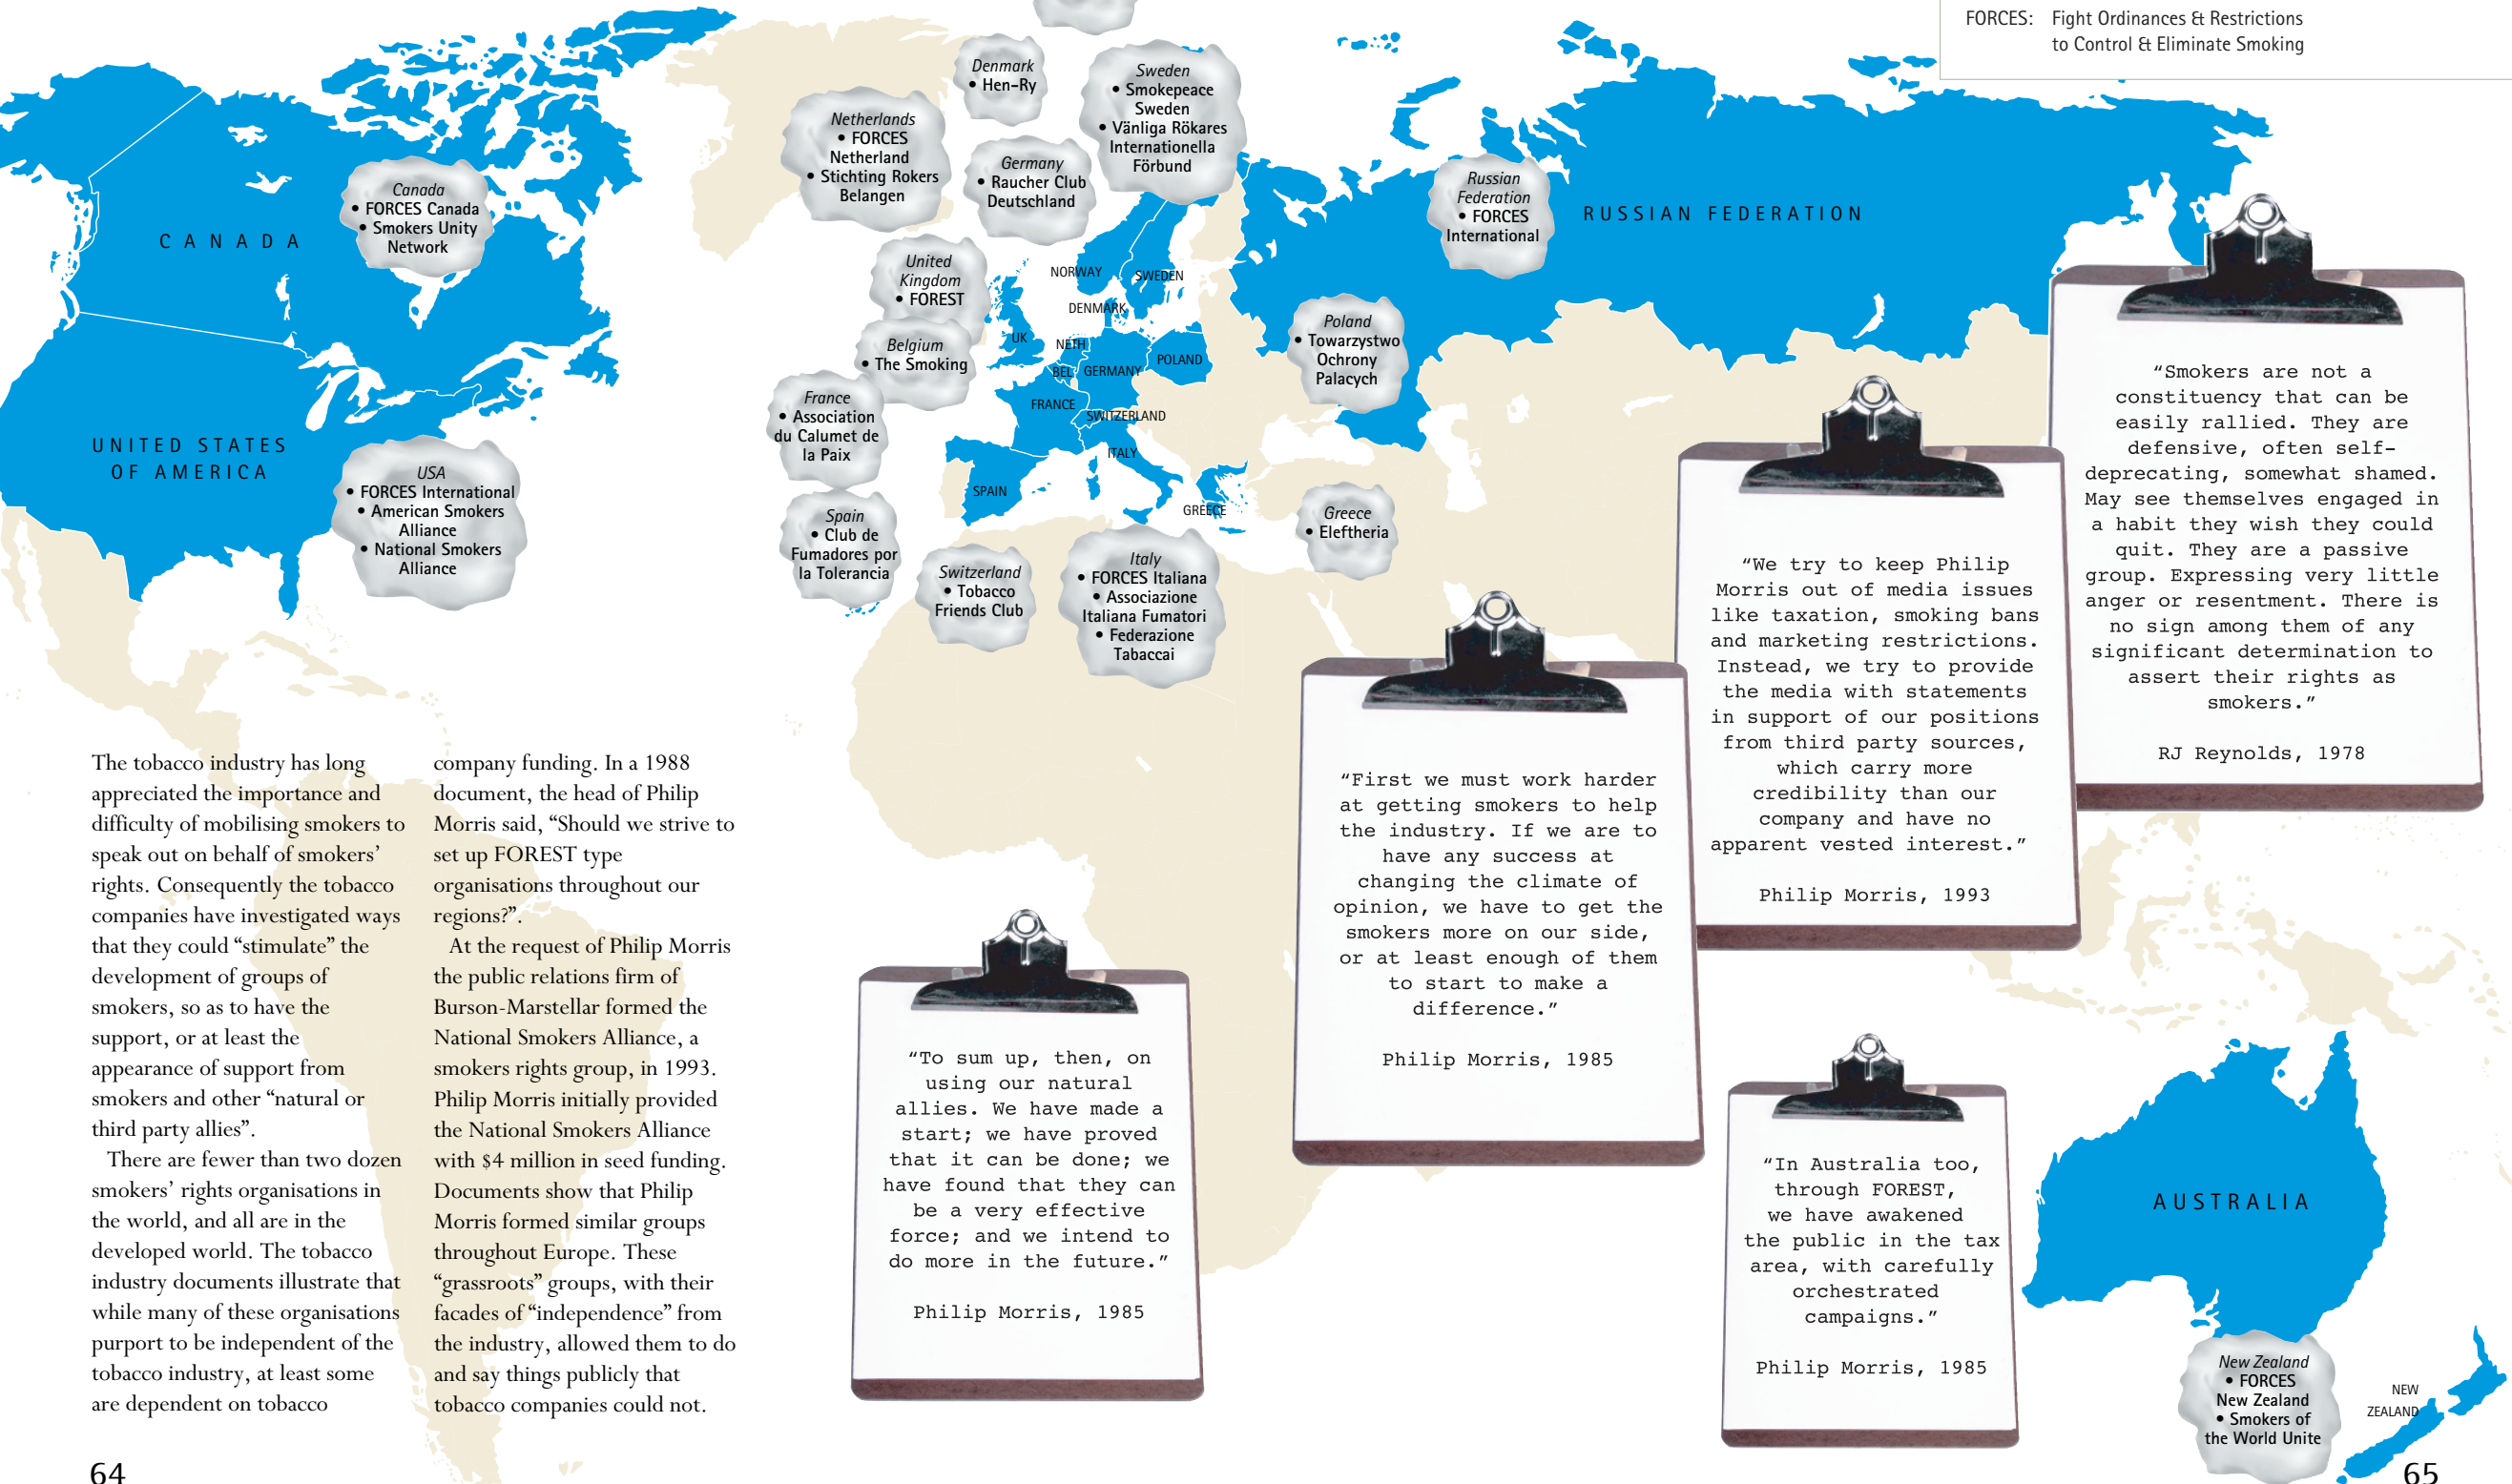 FORCES: Fight Ordinances & Restrictions
to Control & Eliminate Smoking
Denmark
• Hen-Ry
Sweden
• Smokepeace
Sweden
• Vänliga Rökares
Internationella
Förbund
Netherlands
• FORCES
Netherland
• Stichting Rokers
Belangen
Germany
• Raucher Club
Deutschland
Canada
• FORCES Canada
• Smokers Unity
Network
CANADA
Russian
Federation
• FORCES
International
RUSSIAN FEDERATION
United
Kingdom
• FOREST
NORWAY
SWEDEN
DENMARK
UK
NETH
BEL
GERMANY
POLAND
FRANCE
SWITZERLAND
ITALY
SPAIN
GREECE
Belgium
• The Smoking
Poland
• Towarzystwo
Ochrony
Palacych
France
• Association
du Calumet de
la Paix
UNITED STATES
OF AMERICA
USA
• FORCES International
• American Smokers
Alliance
• National Smokers
Alliance
Spain
• Club de
Fumadores por
la Tolerancia
Switzerland
• Tobacco
Friends Club
Italy
• FORCES Italiana
• Associazione
Italiana Fumatori
• Federazione
Tabaccai
Greece
• Eleftheria
The tobacco industry has long
appreciated the importance and
difficulty of mobilising smokers to
speak out on behalf of smokers’
rights. Consequently the tobacco
companies have investigated ways
that they could “stimulate” the
development of groups of
smokers, so as to have the
support, or at least the
appearance of support from
smokers and other “natural or
third party allies”.
There are fewer than two dozen
smokers’ rights organisations in
the world, and all are in the
developed world. The tobacco
industry documents illustrate that
while many of these organisations
purport to be independent of the
tobacco industry, at least some
are dependent on tobacco
company funding. In a 1988
document, the head of Philip
Morris said, “Should we strive to
set up FOREST type
organisations throughout our
regions?”.
At the request of Philip Morris
the public relations firm of
Burson-Marstellar formed the
National Smokers Alliance, a
smokers rights group, in 1993.
Philip Morris initially provided
the National Smokers Alliance
with $4 million in seed funding.
Documents show that Philip
Morris formed similar groups
throughout Europe. These
“grassroots” groups, with their
facades of “independence” from
the industry, allowed them to do
and say things publicly that
tobacco companies could not.
“To sum up, then, on
using our natural
allies. We have made a
start; we have proved
that it can be done; we
have found that they can
be a very effective
force; and we intend to
do more in the future.”
Philip Morris, 1985
“First we must work harder
at getting smokers to help
the industry. If we are to
have any success at
changing the climate of
opinion, we have to get the
smokers more on our side,
or at least enough of them
to start to make a
difference.”
Philip Morris, 1985
“We try to keep Philip
Morris out of media issues
like taxation, smoking bans
and marketing restrictions.
Instead, we try to provide
the media with statements
in support of our positions
from third party sources,
which carry more
credibility than our
company and have no
apparent vested interest.”
Philip Morris, 1993
“Smokers are not a
constituency that can be
easily rallied. They are
defensive, often self-
deprecating, somewhat shamed.
May see themselves engaged in
a habit they wish they could
quit. They are a passive
group. Expressing very little
anger or resentment. There is
no sign among them of any
significant determination to
assert their rights as
smokers.”
RJ Reynolds, 1978
“In Australia too,
through FOREST,
we have awakened
the public in the tax
area, with carefully
orchestrated
campaigns.”
Philip Morris, 1985
AUSTRALIA
New Zealand
• FORCES
New Zealand
• Smokers of
the World Unite
NEW
ZEALAND
64
65